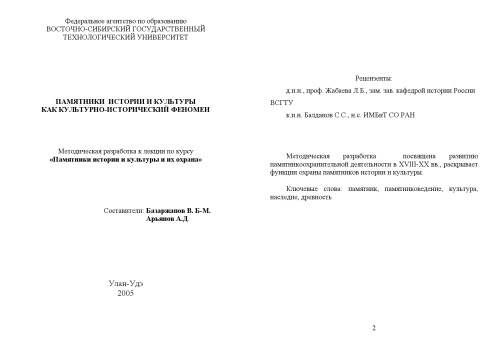 Федеральное агентство по образованию
ВОСТОЧНО-СИБИРСКИЙ ГОСУДАРСТВЕННЫЙ
ТЕХНОЛОГИЧЕСКИЙ УНИВЕРСИТЕТ
ПАМЯТНИКИ ИСТОРИИ И КУЛЬТУРЫ
КАК КУЛЬТУРНО-ИСТОРИЧЕСКИЙ ФЕНОМЕН
Методическая разработка к лекции по курсу
«Памятники истории и культуры и их охрана»
Составители: Базаржанов В. Б-М.
Арьянов А.Д
Улан-Удэ
2005
Рецензенты:
д.и.н., проф. Жабаева Л.Б., зам. зав. кафедрой истории России
ВСГТУ
к.и.н. Балданов С.С., н.с. ИМБиТ СО РАН
Методическая разработка посвящена развитию
памятникоохранительной деятельности в XVIII-XX вв., раскрывает
функции охраны памятников истории и культуры.
Ключевые слова: памятник, памятниковедение, культура,
наследие, древность
2